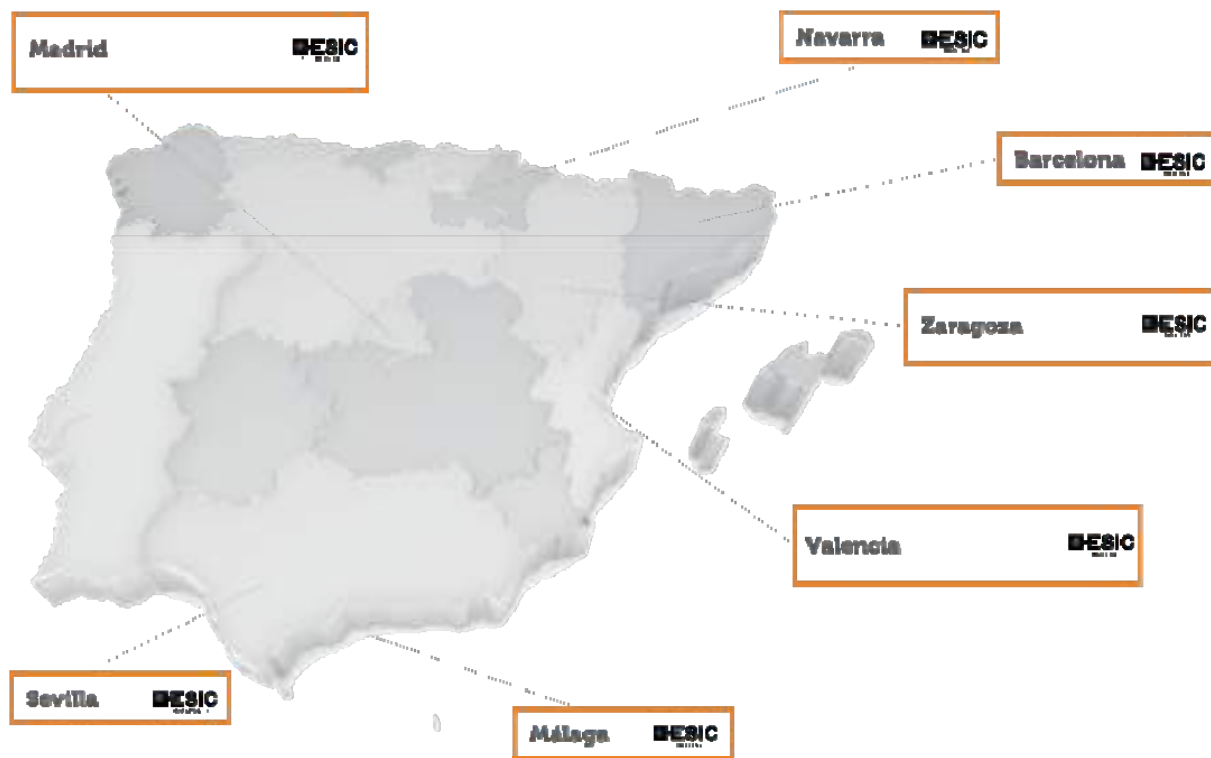 Madrid ESIC
Navarra ESIC
Barcelona ESIC
Zaragoza ESIC
Valencia ESIC
Sevilla ESIC
Málaga ESIC